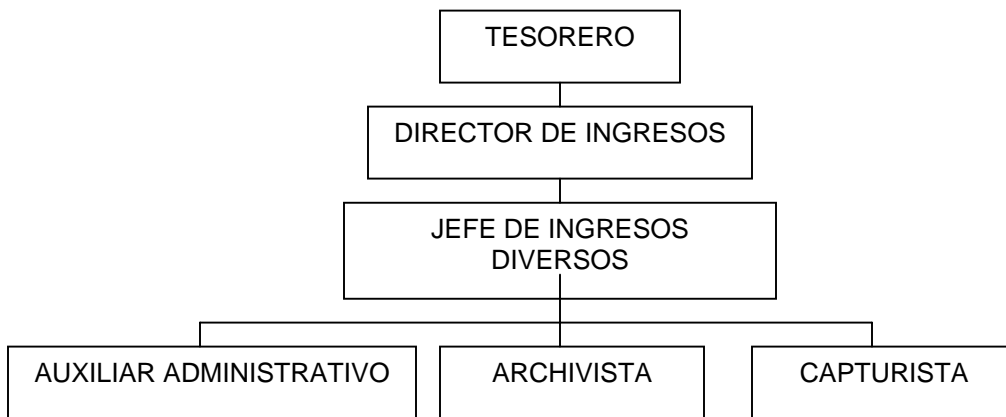 TESORERO
DIRECTOR DE INGRESOS
JEFE DE INGRESOS
DIVERSOS
AUXILIAR ADMINISTRATIVO
ARCHIVISTA
CAPTURISTA